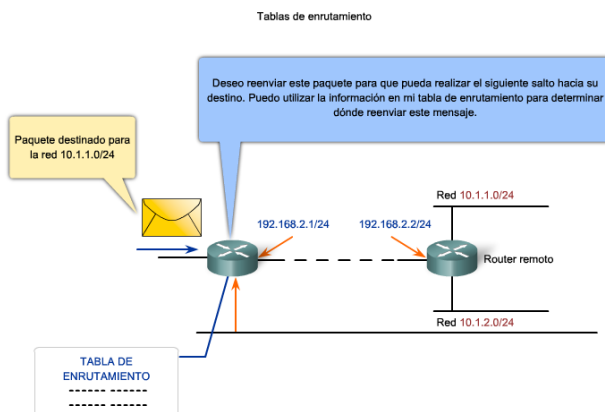 Tablas de enrutamiento
Deseo reenviar este paquete para que pueda realizar el siguiente salto hacia su
destino. Puedo utilizar la información en mi tabla de enrutamiento para determinar
dónde reenviar este mensaje.
Paquete destinado para
la red 10.1.1.0/24
Red 10.1.1.0/24
192.168.2.1/24
192.168.2.2/24
Router remoto
Red 10.1.2.0/24
TABLA DE
ENRUTAMIENTO
------ ------
------ ------